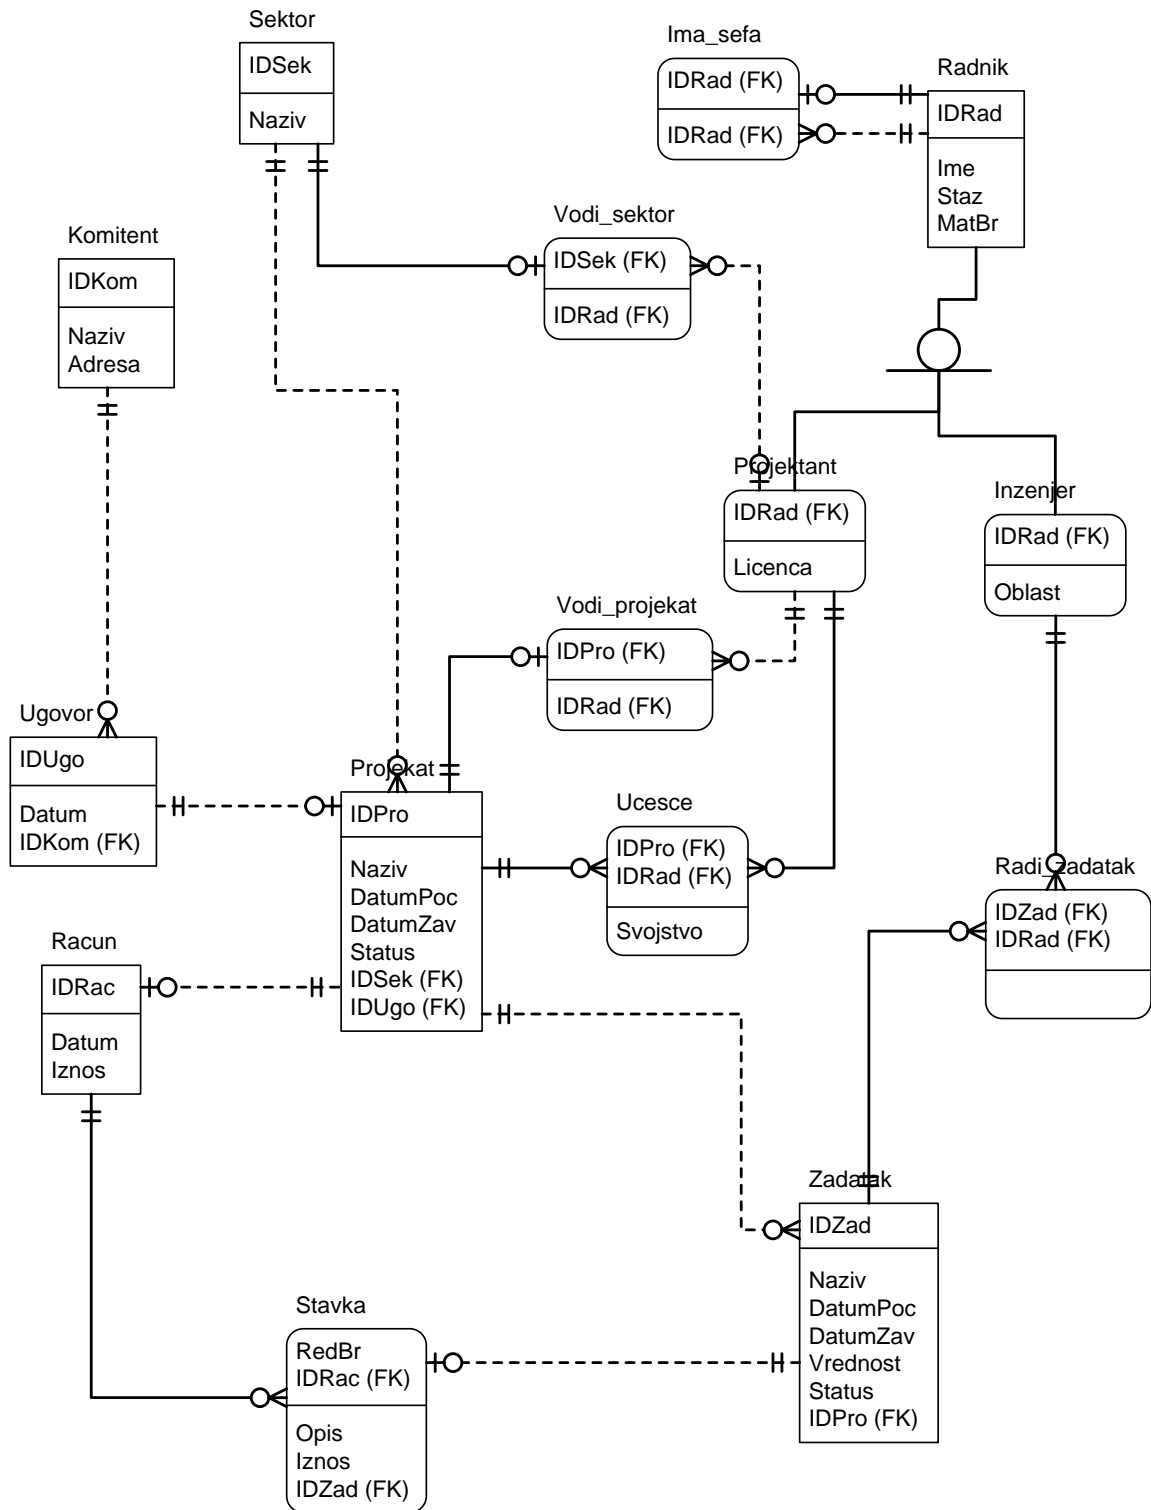 Sektor
IDSek
Naziv
Ima_sefa
IDRad (FK)
IDRad (FK)
Radnik
IDRad
Ime
Staz
MatBr
Vodi_sektor
IDSek (FK)
IDRad (FK)
Komitent
IDKom
Naziv
Adresa
Projektant
IDRad (FK)
Licenca
Inzenjer
IDRad (FK)
Oblast
Vodi_projekat
IDPro (FK)
IDRad (FK)
Ugovor
IDUgo
Datum
IDKom (FK)
Projekat
IDPro
Naziv
DatumPoc
DatumZav
Status
IDSek (FK)
IDUgo (FK)
Ucesce
IDPro (FK)
IDRad (FK)
Svojstvo
Radi_zadatak
IDZad (FK)
IDRad (FK)
Racun
IDRac
Datum
Iznos
Zadatak
IDZad
Naziv
DatumPoc
DatumZav
Vrednost
Status
IDPro (FK)
Stavka
RedBr
IDRac (FK)
Opis
Iznos
IDZad (FK)